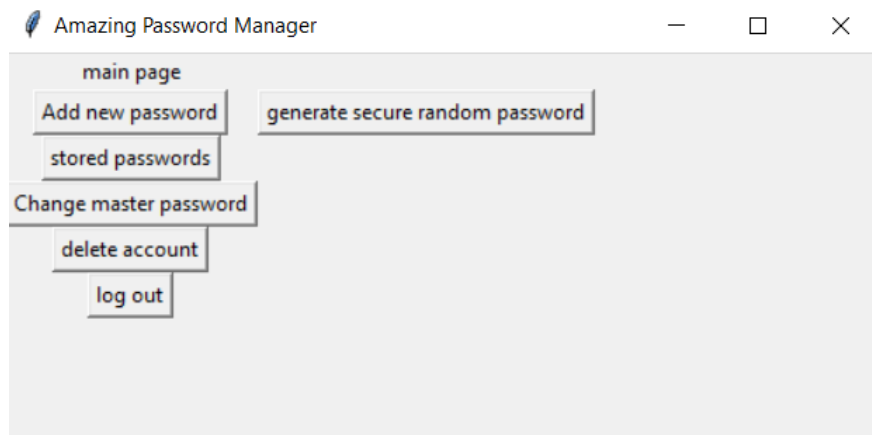 Amazing Password Manager
main page
Add new password generate secure random password
stored passwords
Change master password
delete account
log out